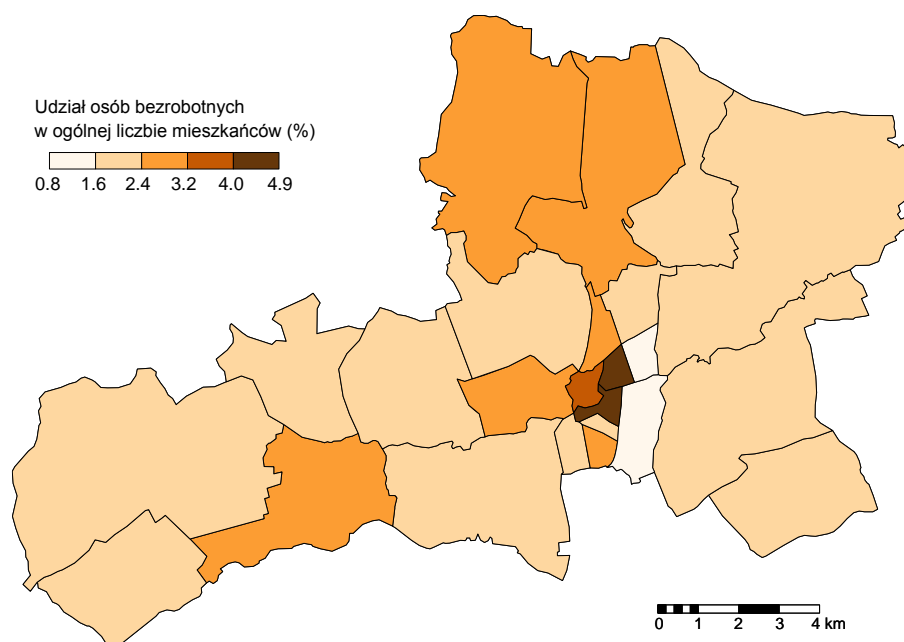 Udział osób bezrobotnych
w ogólnej liczbie mieszkańców (%)
0.8 1.6 2.4 3.2 4.0 4.9
0 1 2 3 4 km